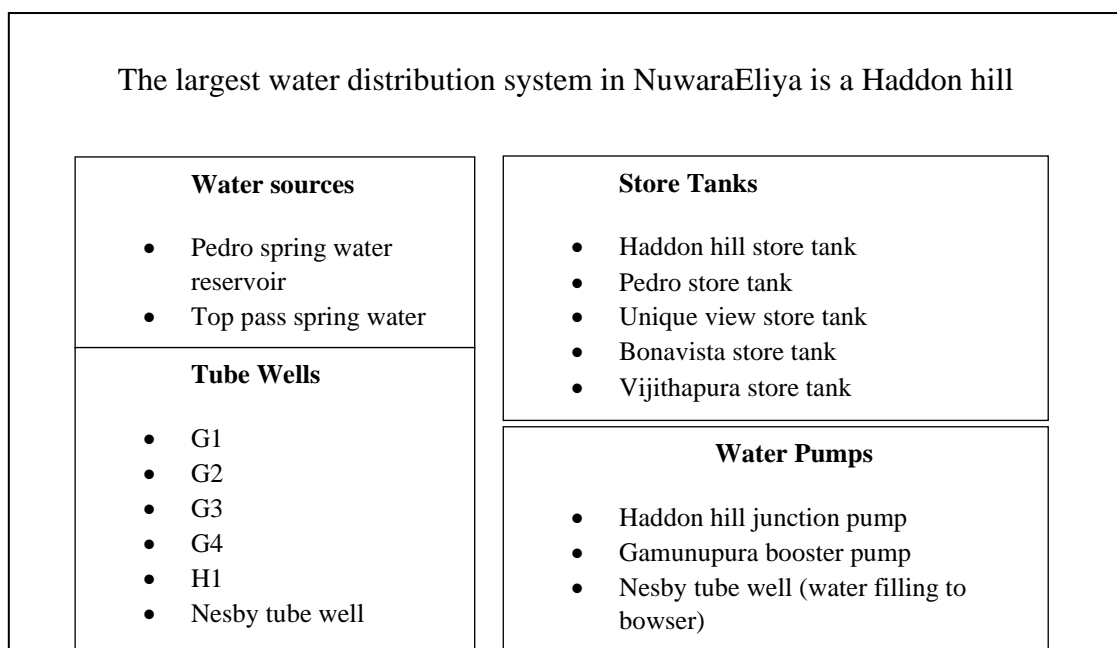 The largest water distribution system in NuwaraEliya is a Haddon hill
Water sources
• Pedro spring water
reservoir
• Top pass spring water
Tube Wells
• G1
• G2
• G3
• G4
• H1
• Nesby tube well
Store Tanks
• Haddon hill store tank
• Pedro store tank
• Unique view store tank
• Bonavista store tank
• Vijithapura store tank
Water Pumps
• Haddon hill junction pump
• Gamunupura booster pump
• Nesby tube well (water filling to
bowser)